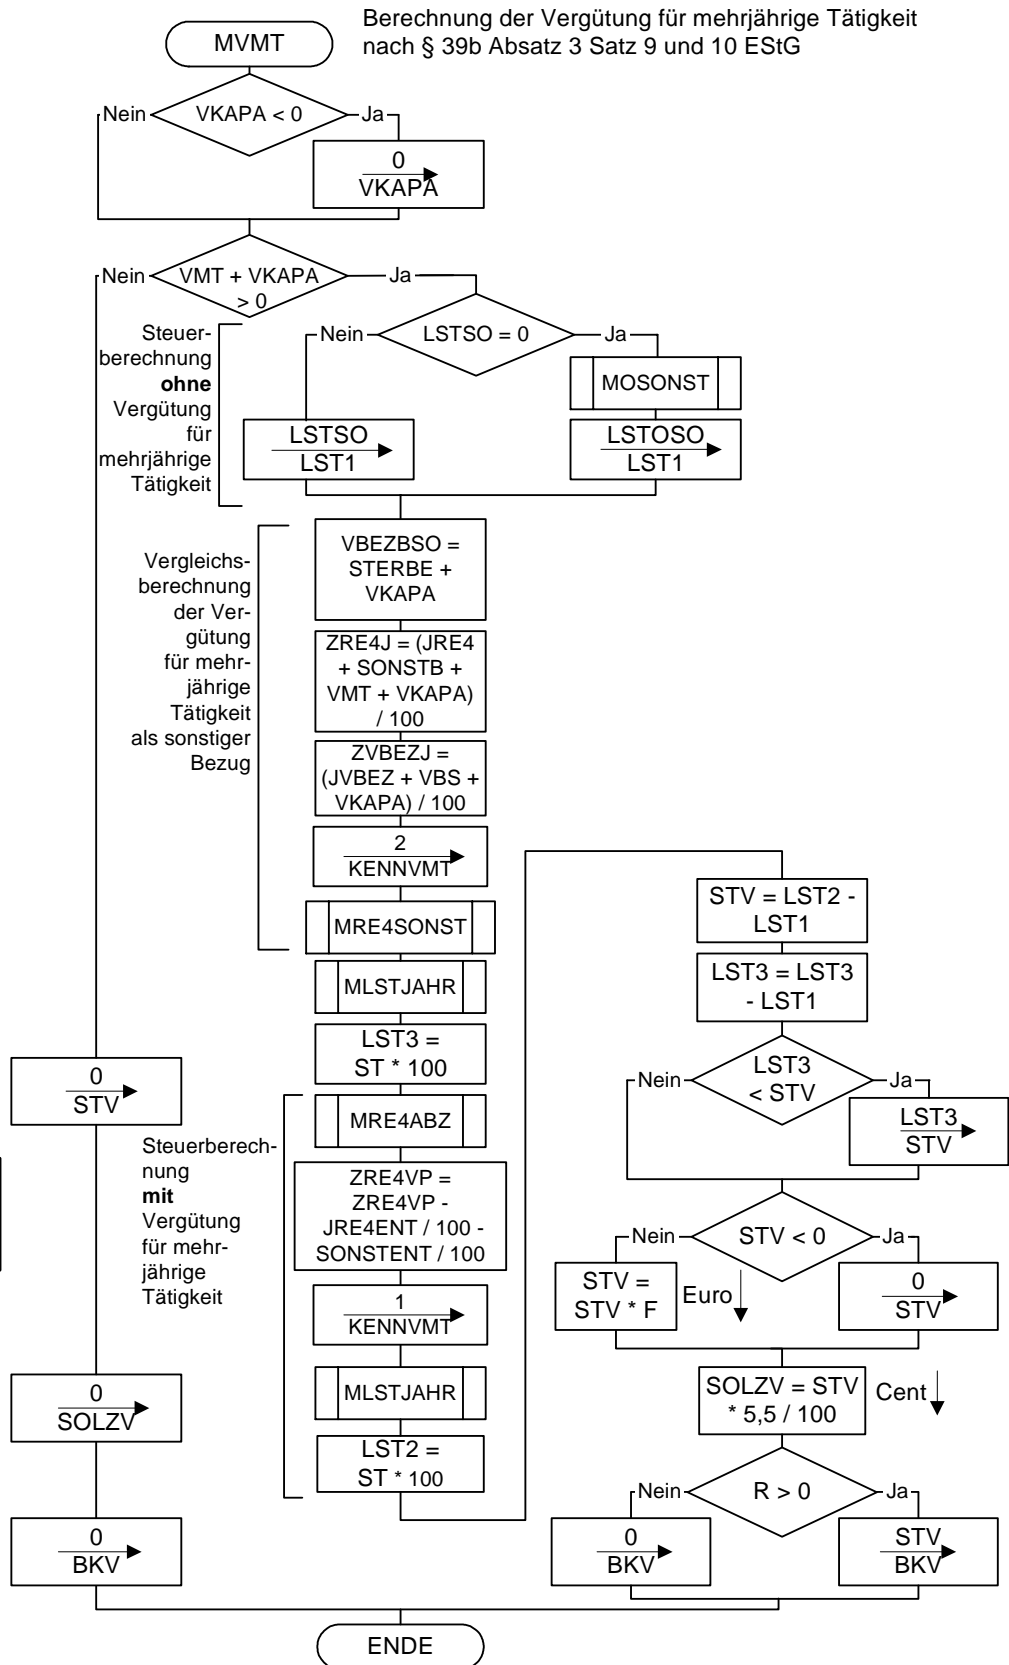 Berechnung der Vergütung für mehrjährige Tätigkeit
nach § 39b Absatz 3 Satz 9 und 10 EStG
MVMT
Nein
VKAPA < 0
Ja
0
VKAPA
Nein
VMT + VKAPA
> 0
Ja
Steuer-
berechnung
ohne
Vergütung
für
mehrjährige
Tätigkeit
Nein
LSTSO = 0
Ja
MOSONST
LSTSO
LST1
LSTOSO
LST1
Vergleichs-
berechnung
der Ver-
gütung
für mehr-
jährige
Tätigkeit
als sonstiger
Bezug
VBEZBSO =
STERBE +
VKAPA
ZRE4J = (JRE4
+ SONSTB +
VMT + VKAPA)
/ 100
ZVBEZJ =
(JVBEZ + VBS +
VKAPA) / 100
2
KENNVMT
MRE4SONST
MLSTJAHR
LST3 =
ST * 100
Steuerberech-
nung
mit
Vergütung
für mehr-
jährige
Tätigkeit
MRE4ABZ
ZRE4VP =
ZRE4VP -
JRE4ENT / 100 -
SONSTENT / 100
1
KENNVMT
MLSTJAHR
LST2 =
ST * 100
STV = LST2 -
LST1
LST3 = LST3
- LST1
Nein
LST3
< STV
Ja
LST3
STV
Nein
STV < 0
Ja
STV =
STV * F
Euro
0
STV
SOLZV = STV
* 5,5 / 100
Cent
Nein
R > 0
Ja
0
BKV
STV
BKV
0
STV
0
SOLZV
0
BKV
ENDE